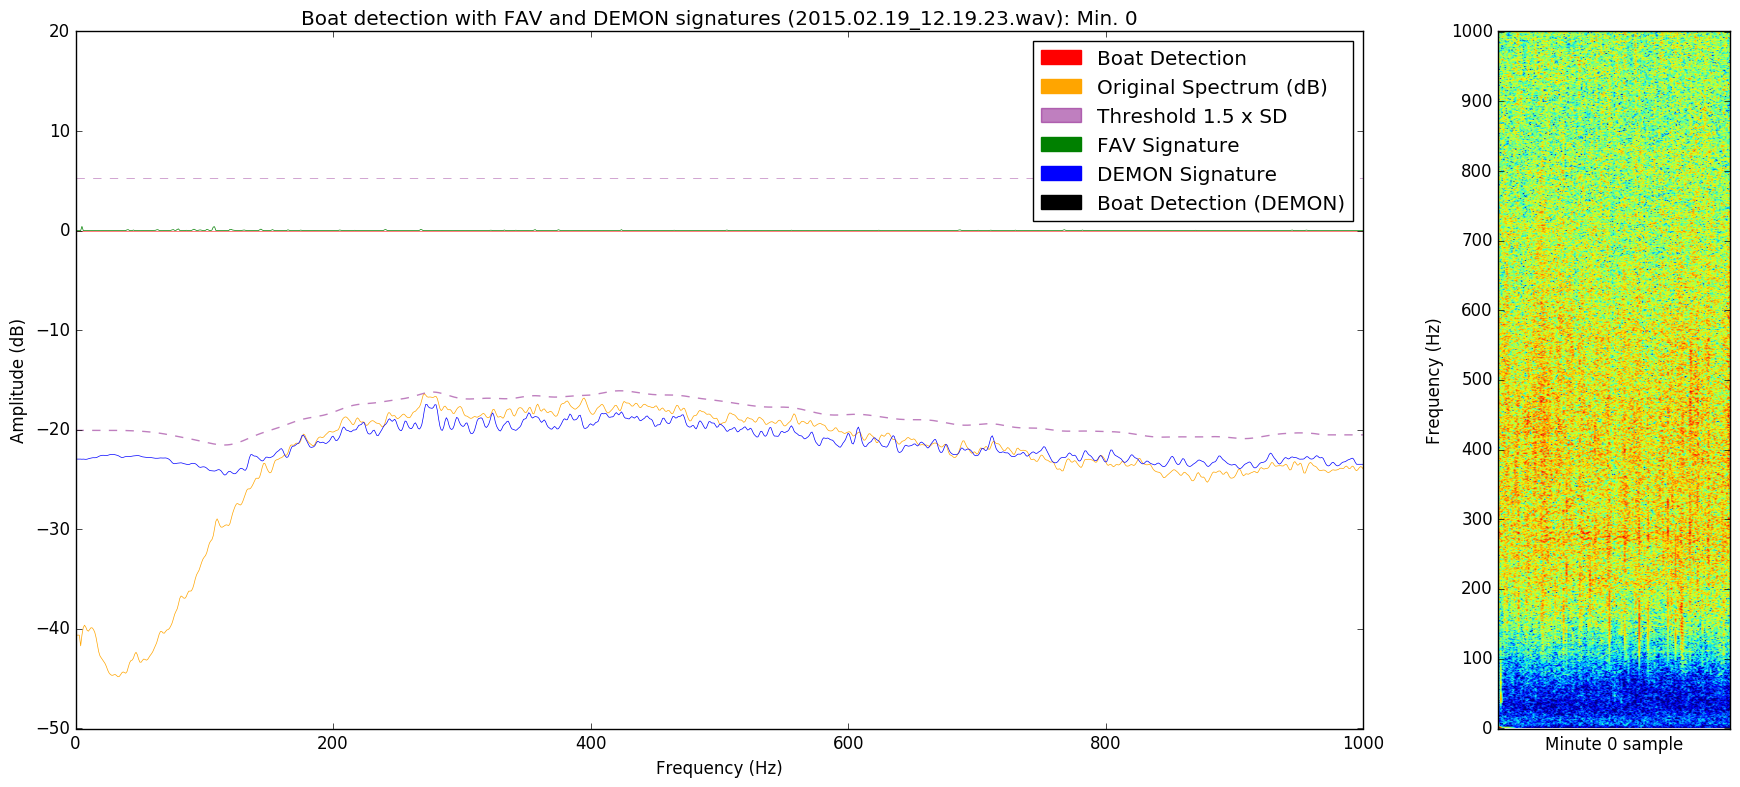 Boat detection with FAV and DEMON signatures (2015.02.19_12.19.23.wav): Min. 0
20
10
0
−10
−20
−30
−40
−50
Amplitude (dB)
Boat Detection
Original Spectrum (dB)
Threshold 1.5 x SD
FAV Signature
DEMON Signature
Boat Detection (DEMON)
0
200
400
600
800
1000
Frequency (Hz)
1000
900
800
700
600
500
400
300
200
100
0
Frequency (Hz)
Minute 0 sample